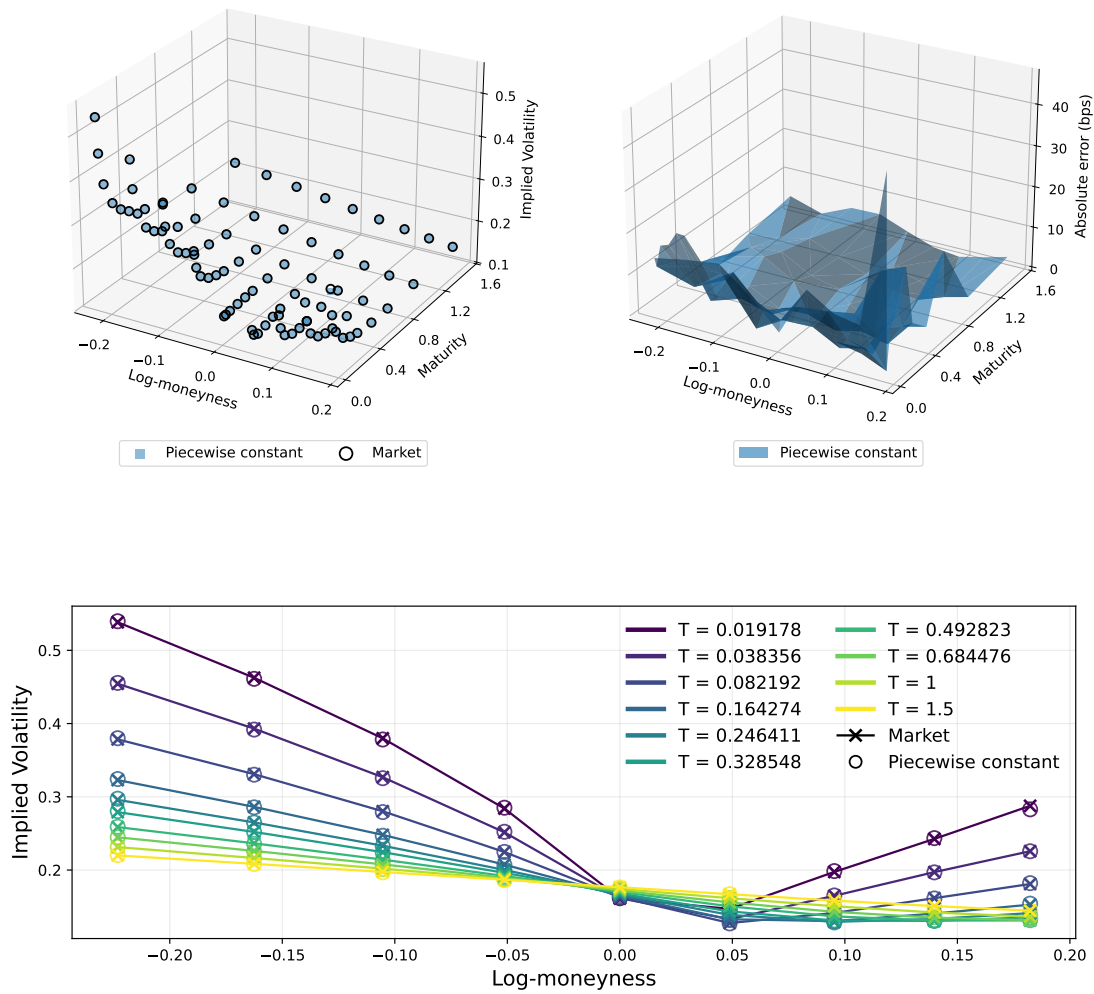 0.5
0.4
0.3
0.2
0.1
Implied Volatility
−0.2
−0.1
0.0
0.1
0.2
Log-moneyness
0.0
0.4
0.8
1.2
1.6
Maturity
Piecewise constant
Market
40
30
20
10
0
Absolute error (bps)
−0.2
−0.1
0.0
0.1
0.2
Log-moneyness
0.0
0.4
0.8
1.2
1.6
Maturity
Piecewise constant
0.5
0.4
0.3
0.2
Implied Volatility
T = 0.019178
T = 0.038356
T = 0.082192
T = 0.164274
T = 0.246411
T = 0.328548
T = 0.492823
T = 0.684476
T = 1
T = 1.5
Market
Piecewise constant
−0.20
−0.15
−0.10
−0.05
0.00
0.05
0.10
0.15
0.20
Log-moneyness